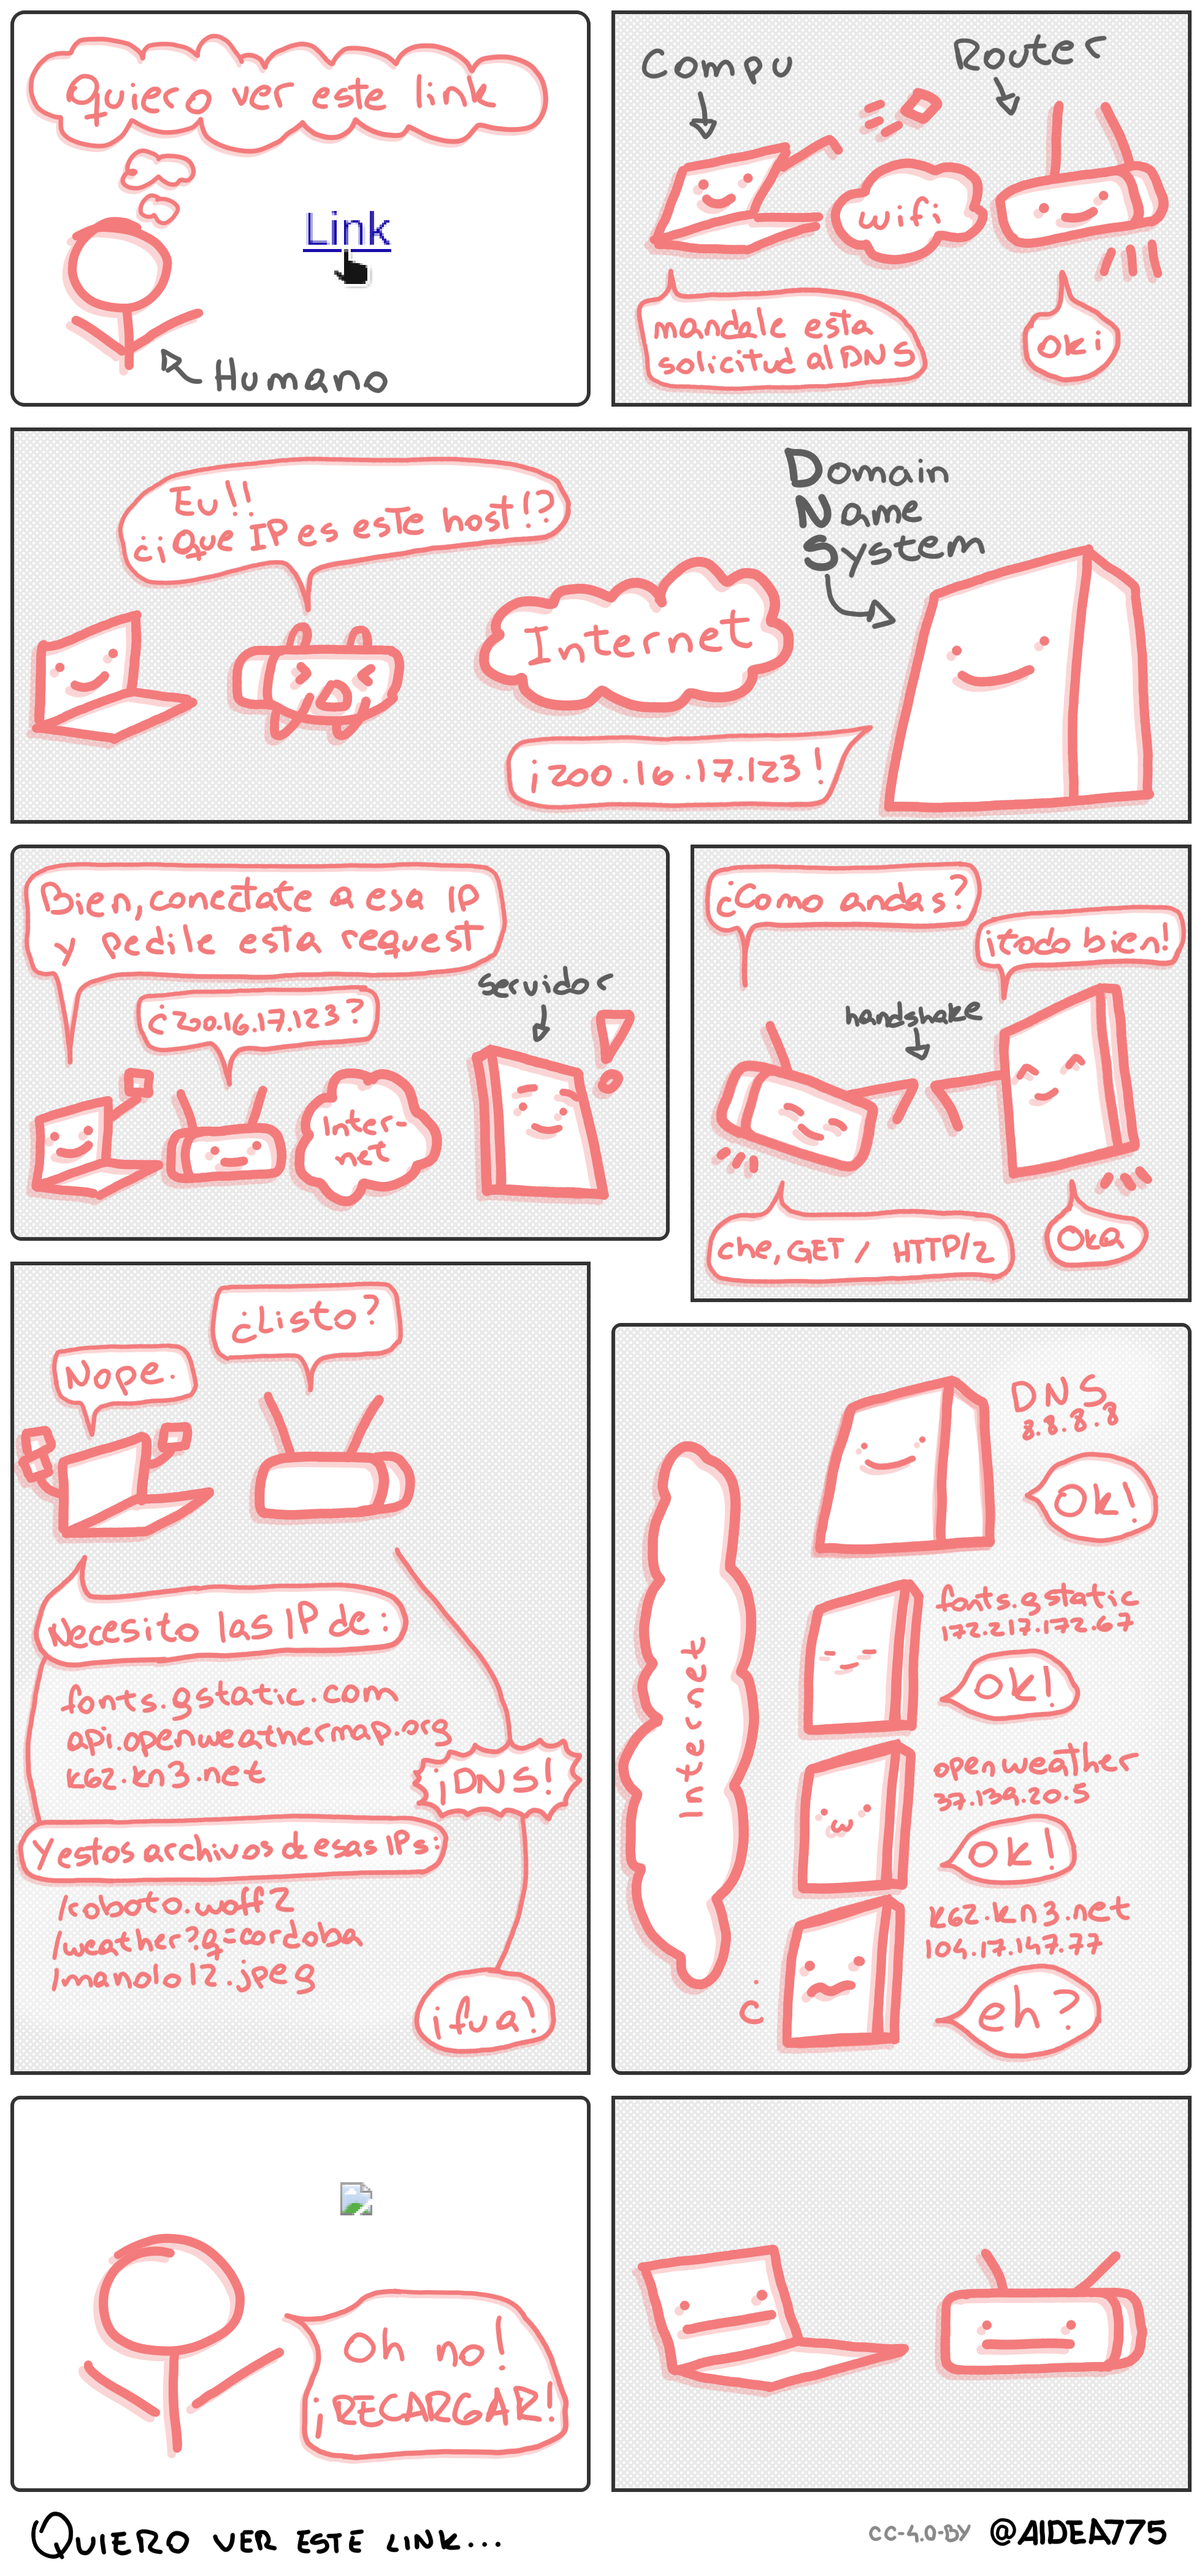 Quiero ver este link
Link
Humano
Compu
Router
wifi
mandale esta
solicitud al DNS
oki
Eu!!
¿¡Que IP es este host!?
Domain
Name
System
Internet
¡200.16.17.123!
Bien, conectate a esa IP
y pedile esta request
¿200.16.17.123?
Servidor
Inter-
net
¿Como andas?
¡todo bien!
handshake
che, GET / HTTP/2
Oka
¿Listo?
Nope.
Necesito las IP de:
fonts.gstatic.com
api.openweathermap.org
k62.kn3.net
¡DNS!
Y estos archivos de esas IPs:
/roboto.woff2
/weather?q=cordoba
/manolo12.jpeg
¡fua!
Internet
DNS
8.8.8.8
Ok!
fonts.gstatic
172.217.172.67
OK!
openweather
37.139.20.5
OK!
k62.kn3.net
104.17.147.77
¿
eh?
Oh no!
¡RECARGAR!
QUIERO VER ESTE LINK...
CC-4.0-BY @AIDEA775